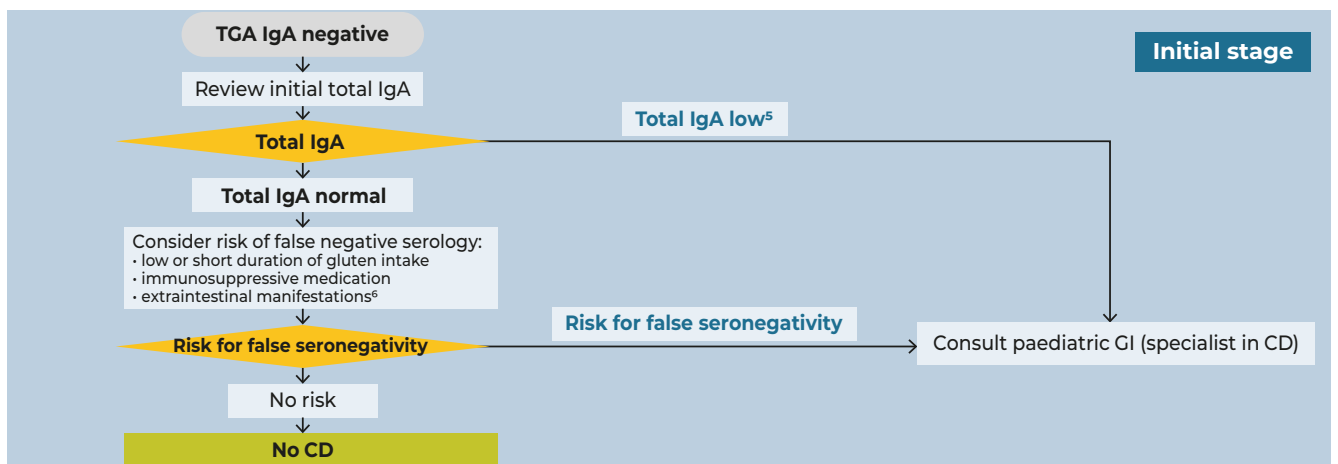 TGA IgA negative
Initial stage
Review initial total IgA
Total IgA low⁵
Total IgA
Total IgA normal
Consider risk of false negative serology:
· low or short duration of gluten intake
· immunosuppressive medication
· extraintestinal manifestations⁶
Risk for false seronegativity
Risk for false seronegativity
Consult paediatric GI (specialist in CD)
No risk
No CD